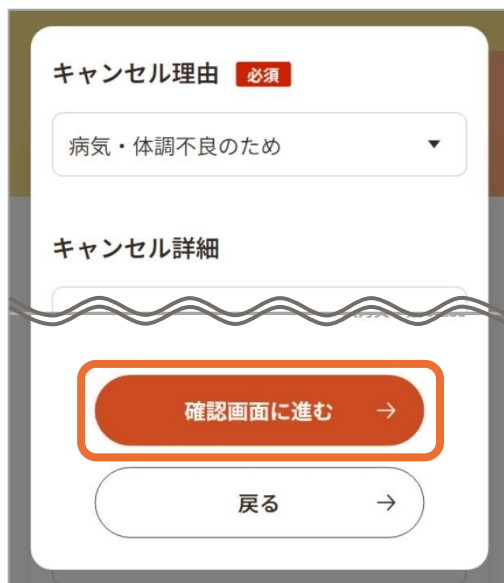 キャンセル理由 必須
病気・体調不良のため
キャンセル詳細
確認画面に進む
戻る